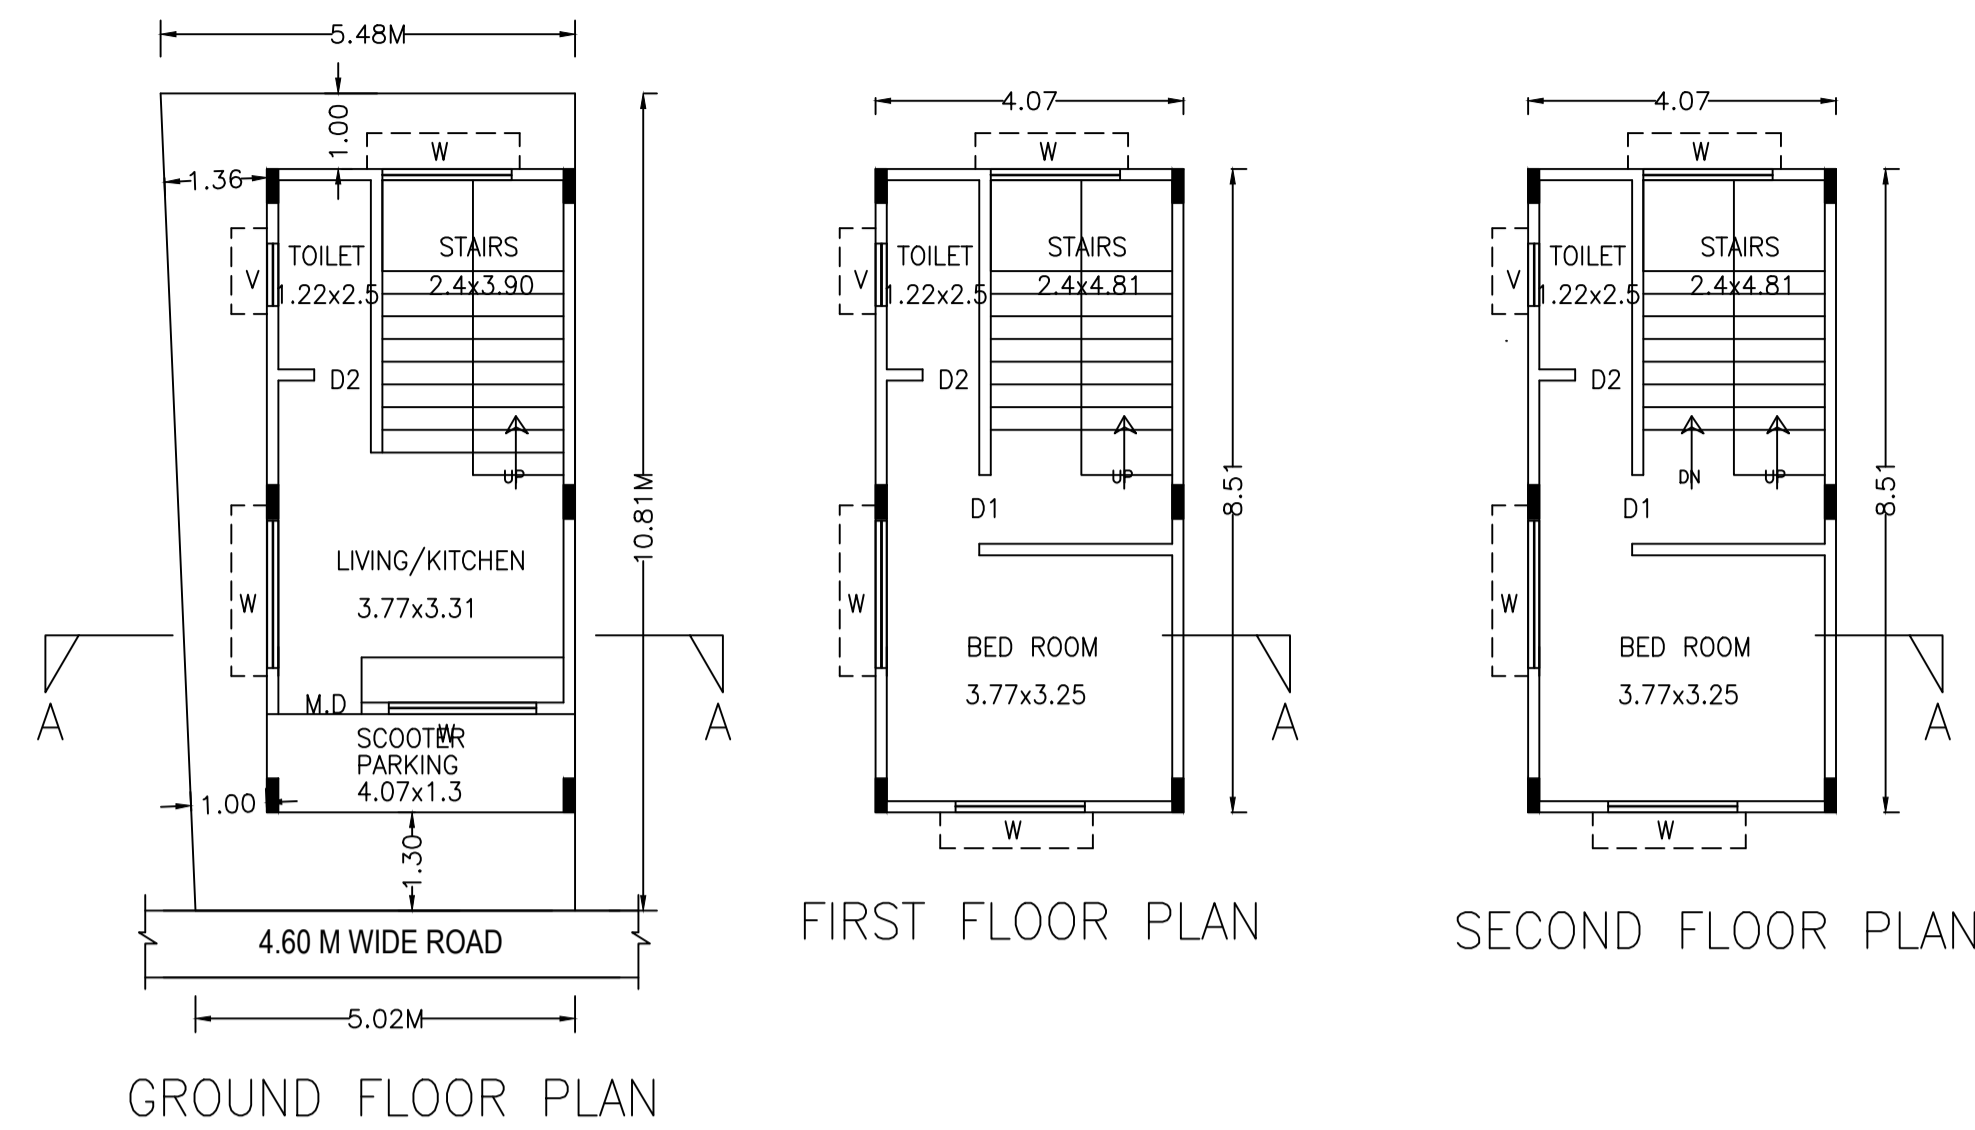 5.48M
1.00
W
1.36
TOILET
1.22x2.5
STAIRS
2.4x3.90
V
D2
UP
10.81M
LIVING/KITCHEN
3.77x3.31
W
A
A
M.D
W
SCOOTER
PARKING
4.07x1.3
1.00
1.30
4.60 M WIDE ROAD
5.02M
GROUND FLOOR PLAN
4.07
W
TOILET
1.22x2.5
STAIRS
2.4x4.81
V
D2
UP
D1
8.51
W
BED ROOM
3.77x3.25
A
W
FIRST FLOOR PLAN
4.07
W
TOILET
1.22x2.5
STAIRS
2.4x4.81
V
D2
DN
UP
D1
8.51
W
BED ROOM
3.77x3.25
A
W
SECOND FLOOR PLAN